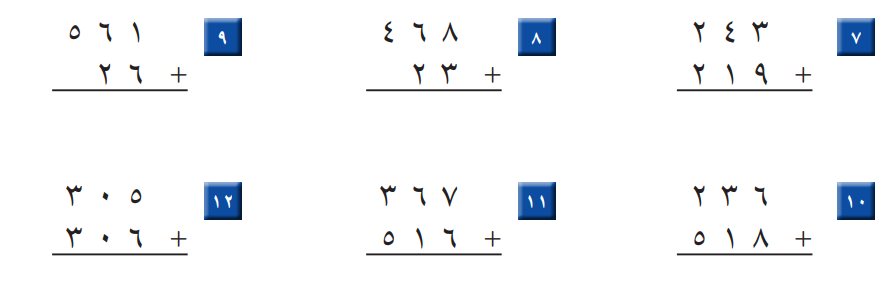 ٧ ٢٤٣ ٨ ٤٦٨ ٩ ٥٦١
+ ٢١٩ + ٢٣ + ٢٦
١٠ ٢٣٦ ١١ ٣٦٧ ١٢ ٣٠٥
+ ٥١٨ + ٥١٦ + ٣٠٦